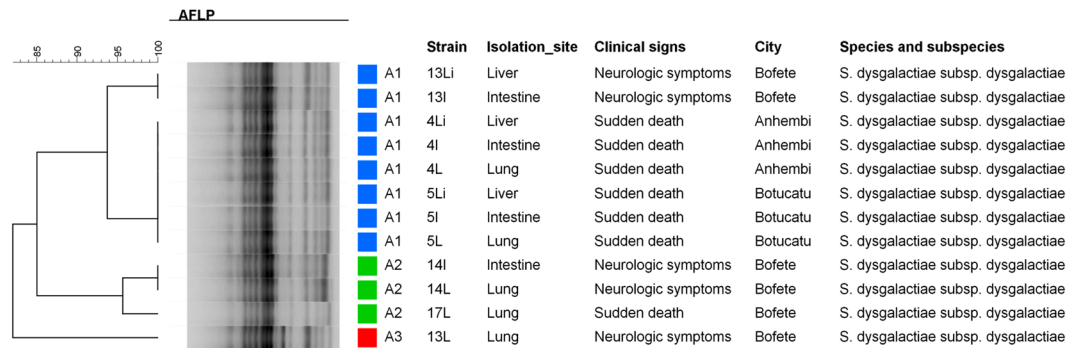 AFLP
85 90 95 100
Strain Isolation_site Clinical signs City Species and subspecies
A1 13Li Liver Neurologic symptoms Bofete S. dysgalactiae subsp. dysgalactiae
A1 13I Intestine Neurologic symptoms Bofete S. dysgalactiae subsp. dysgalactiae
A1 4Li Liver Sudden death Anhembi S. dysgalactiae subsp. dysgalactiae
A1 4I Intestine Sudden death Anhembi S. dysgalactiae subsp. dysgalactiae
A1 4L Lung Sudden death Anhembi S. dysgalactiae subsp. dysgalactiae
A1 5Li Liver Sudden death Botucatu S. dysgalactiae subsp. dysgalactiae
A1 5I Intestine Sudden death Botucatu S. dysgalactiae subsp. dysgalactiae
A1 5L Lung Sudden death Botucatu S. dysgalactiae subsp. dysgalactiae
A2 14I Intestine Neurologic symptoms Bofete S. dysgalactiae subsp. dysgalactiae
A2 14L Lung Neurologic symptoms Bofete S. dysgalactiae subsp. dysgalactiae
A2 17L Lung Sudden death Bofete S. dysgalactiae subsp. dysgalactiae
A3 13L Lung Neurologic symptoms Bofete S. dysgalactiae subsp. dysgalactiae